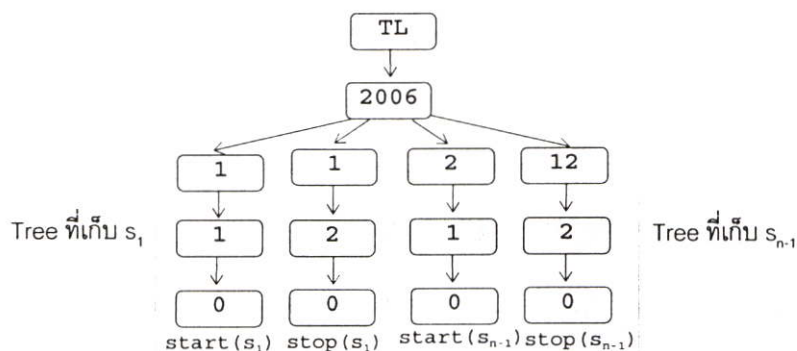 TL
2006
1 1 2 12
Tree ที่เก็บ s₁ 1 2 1 2 Tree ที่เก็บ sₙ₋₁
0 0 0 0
start(s₁) stop(s₁) start(sₙ₋₁) stop(sₙ₋₁)